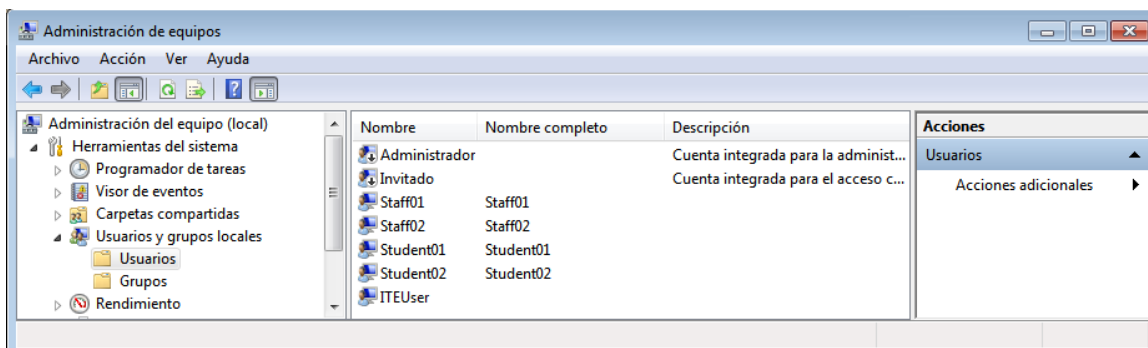 Administración de equipos
Archivo Acción Ver Ayuda
Administración del equipo (local)
Herramientas del sistema
Programador de tareas
Visor de eventos
Carpetas compartidas
Usuarios y grupos locales
Usuarios
Grupos
Rendimiento
Nombre Nombre completo Descripción
Administrador Cuenta integrada para la administ...
Invitado Cuenta integrada para el acceso c...
Staff01 Staff01
Staff02 Staff02
Student01 Student01
Student02 Student02
ITEUser
Acciones
Usuarios
Acciones adicionales